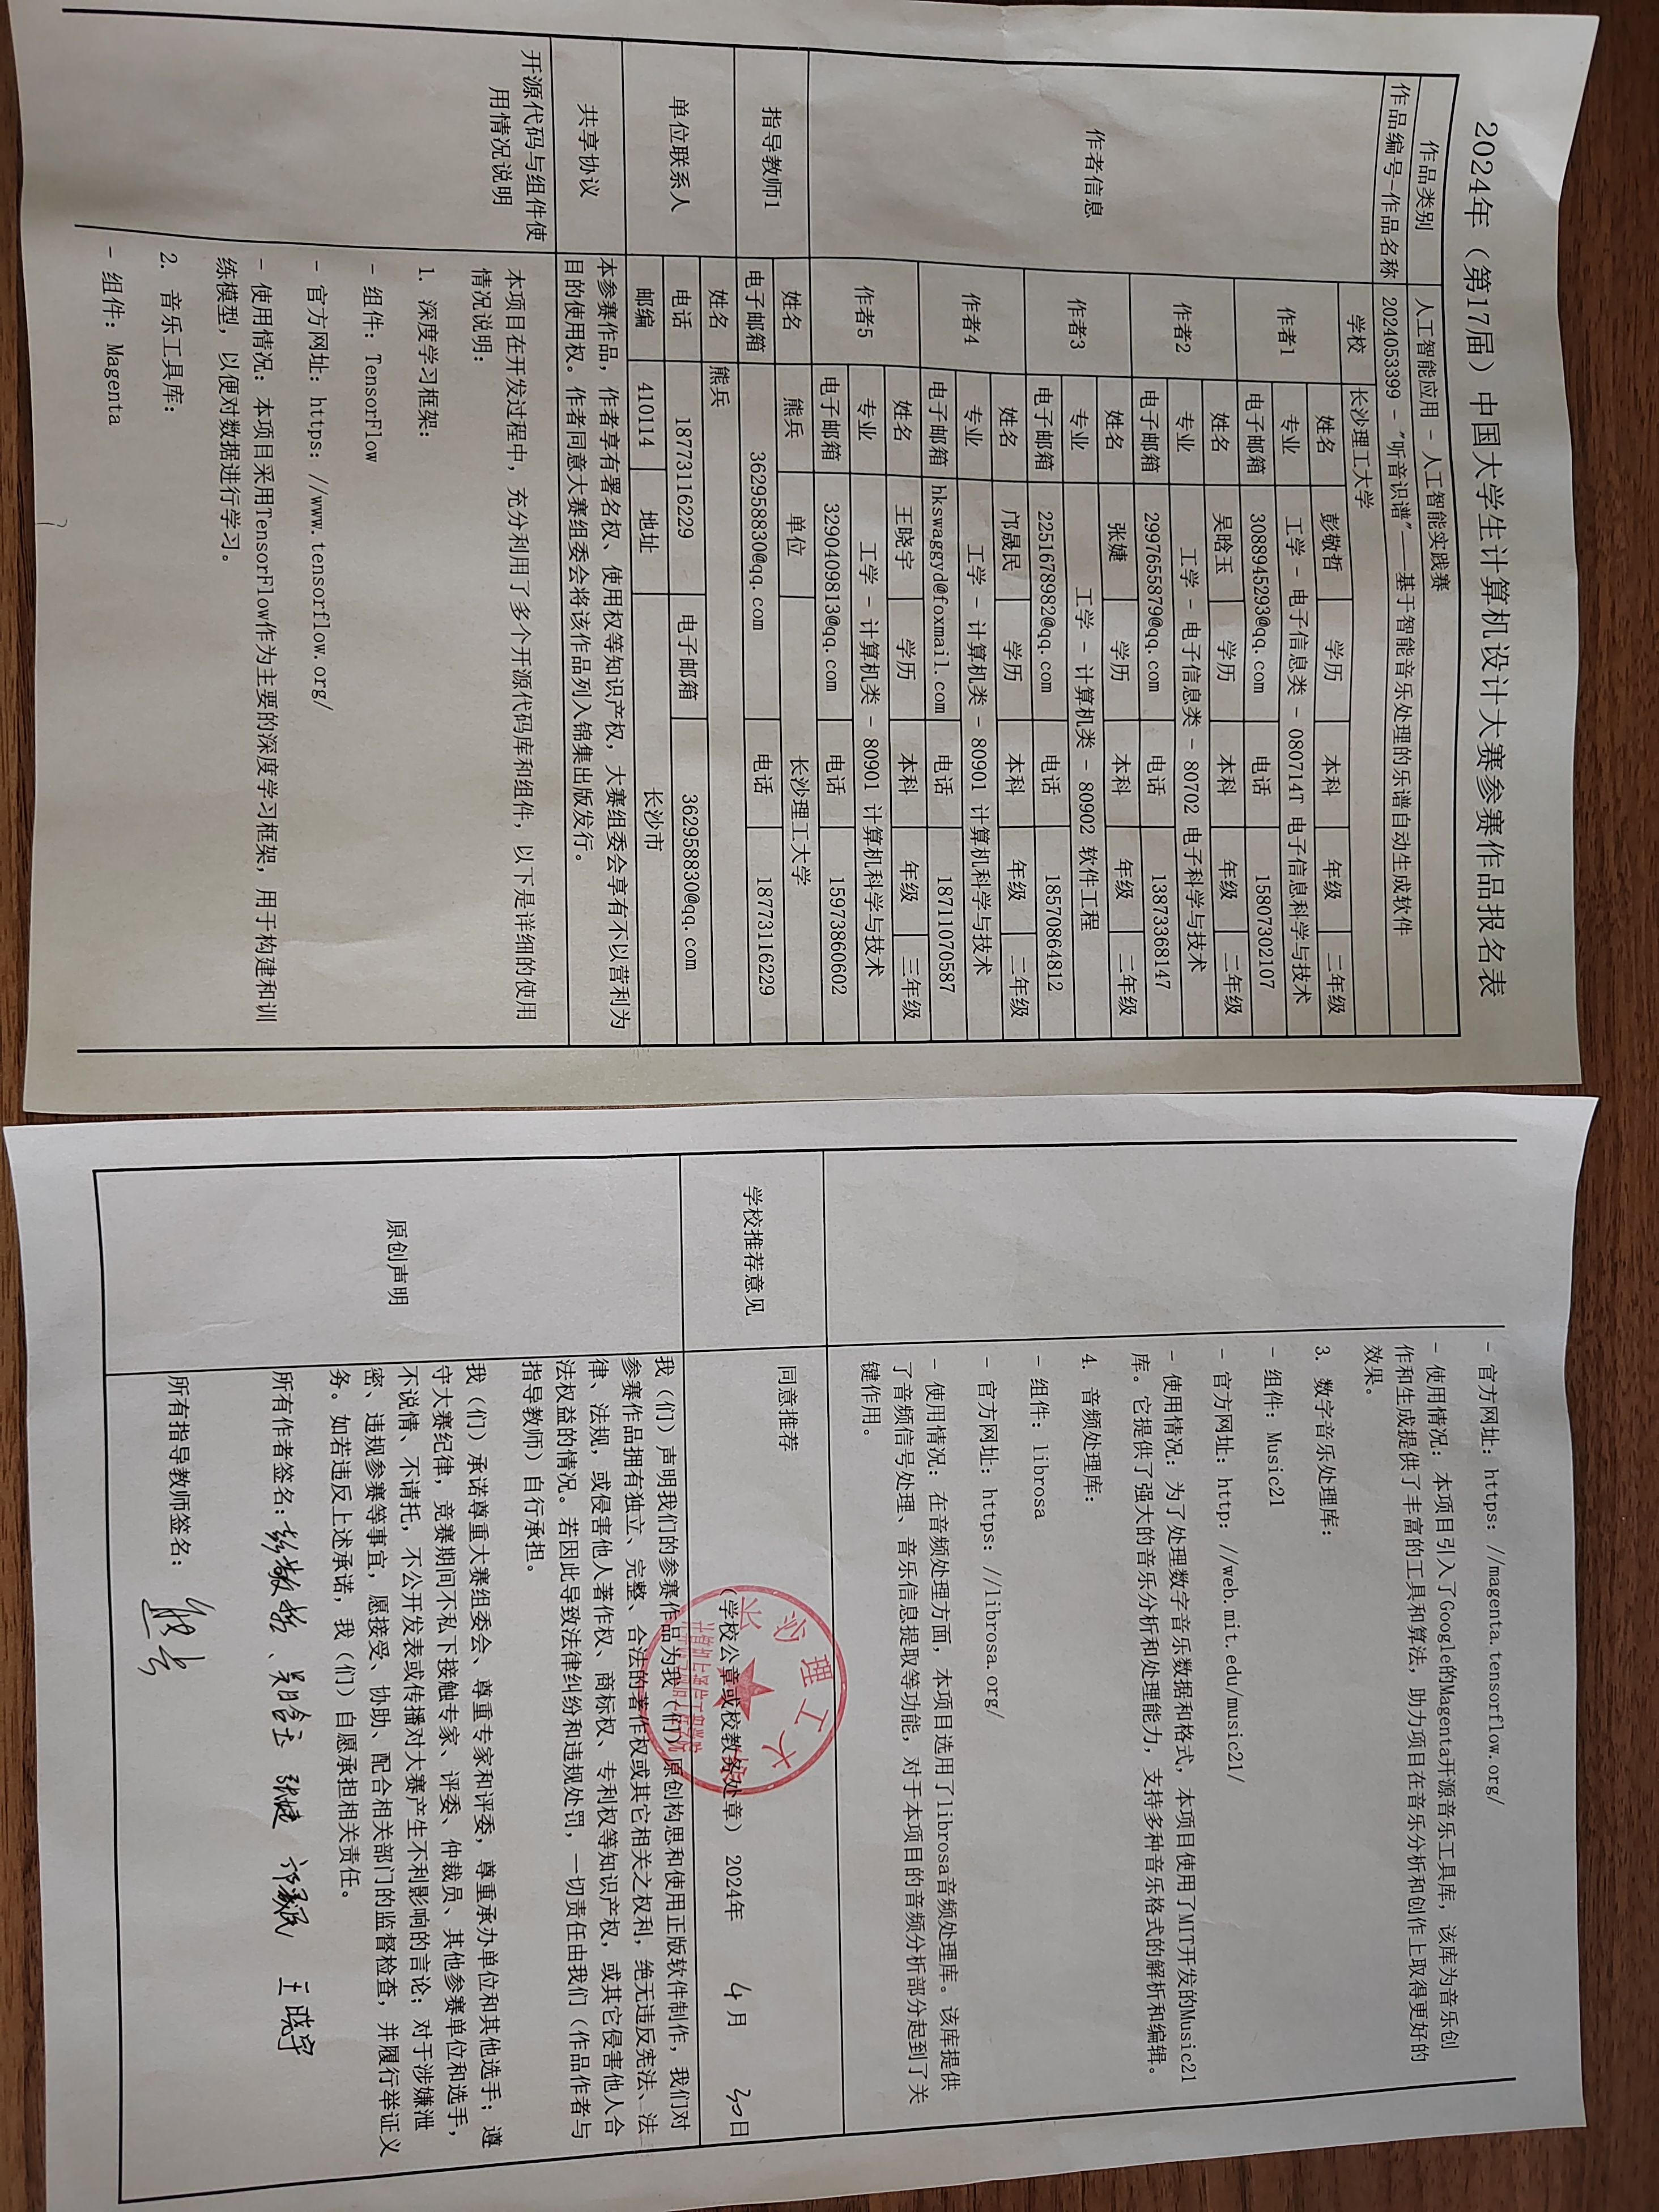 2024年（第17届）中国大学生计算机设计大赛参赛作品报名表
作品类别 人工智能应用 - 人工智能实践赛
作品编号-作品名称 2024053399 - "听音识谱"——基于智能音乐处理的乐谱自动生成软件
作者信息
学校 长沙理工大学
作者1
姓名 彭敬哲 学历 本科 年级 二年级
专业 工学 - 电子信息类 - 080714T 电子信息科学与技术
电子邮箱 3088945293@qq.com 电话 15807302107
作者2
姓名 吴晗玉 学历 本科 年级 二年级
专业 工学 - 电子信息类 - 80702 电子科学与技术
电子邮箱 2997655879@qq.com 电话 13873368147
作者3
姓名 张婕 学历 本科 年级 二年级
专业 工学 - 计算机类 - 80902 软件工程
电子邮箱 2251678982@qq.com 电话 18570864812
作者4
姓名 邝晟民 学历 本科 年级 二年级
专业 工学 - 计算机类 - 80901 计算机科学与技术
电子邮箱 hkswaggyd@foxmail.com 电话 18711070587
作者5
姓名 王晓宇 学历 本科 年级 三年级
专业 工学 - 计算机类 - 80901 计算机科学与技术
电子邮箱 3290409813@qq.com 电话 15973860602
指导教师1
姓名 熊兵 单位 长沙理工大学
电子邮箱 362958830@qq.com 电话 18773116229
单位联系人
姓名 熊兵
电话 18773116229 电子邮箱 362958830@qq.com
邮编 410114 地址 长沙市
共享协议
本参赛作品，作者享有署名权、使用权等知识产权，大赛组委会享有不以营利为
目的使用权。作者同意大赛组委会将该作品列入锦集出版发行。
开源代码与组件使
用情况说明
本项目在开发过程中，充分利用了多个开源代码库和组件，以下是详细的使用
情况说明：
1. 深度学习框架：
- 组件：TensorFlow
- 官方网址：https：//www.tensorflow.org/
- 使用情况：本项目采用TensorFlow作为主要的深度学习框架，用于构建和训
练模型，以便对数据进行学习。
2. 音乐工具库：
- 组件：Magenta
- 官方网址：https：//magenta.tensorflow.org/
- 使用情况：本项目引入了Google的Magenta开源音乐工具库，该库为音乐创
作和生成提供了丰富的工具和算法，助力项目在音乐分析和创作上取得更好的
效果。
3. 数字音乐处理库：
- 组件：Music21
- 官方网址：http：//web.mit.edu/music21/
- 使用情况：为了处理数字音乐数据和格式，本项目使用了MIT开发的Music21
库。它提供了强大的音乐分析和处理能力，支持多种音乐格式的解析和编辑。
4. 音频处理库：
- 组件：librosa
- 官方网址：https：//librosa.org/
- 使用情况：在音频处理方面，本项目选用了librosa音频处理库。该库提供
了音频信号处理、音乐信息提取等功能，对于本项目的音频分析部分起到了关
键作用。
学校推荐意见
同意推荐
长沙理工大学
（学校公章或校教务处章）2024年 4月 30日
计算机与通信工程学院
原创声明
我（们）声明我们的参赛作品为我（们）原创构思和使用正版软件制作，我们对
参赛作品拥有独立、完整、合法的著作权或其它相关之权利，绝无违反宪法、法
律、法规，或侵害他人著作权、商标权、专利权等知识产权，或其它侵害他人合
法权益的情况。若因此导致法律纠纷和违规处罚，一切责任由我们（作品作者与
指导教师）自行承担。
我（们）承诺尊重大赛组委会、尊重专家和评委，尊重承办单位和其他选手；遵
守大赛纪律，竞赛期间不私下接触专家、评委、仲裁员、其他参赛单位和选手，
不说情、不请托，不公开发表或传播对大赛产生不利影响的言论；对于涉嫌泄
密、违规参赛等事宜，愿接受、协助、配合相关部门的监督检查，并履行举证义
务。如若违反上述承诺，我（们）自愿承担相关责任。
所有作者签名：彭敬哲、吴晗玉 张婕 邝晟民 王晓宇
所有指导教师签名： 熊兵